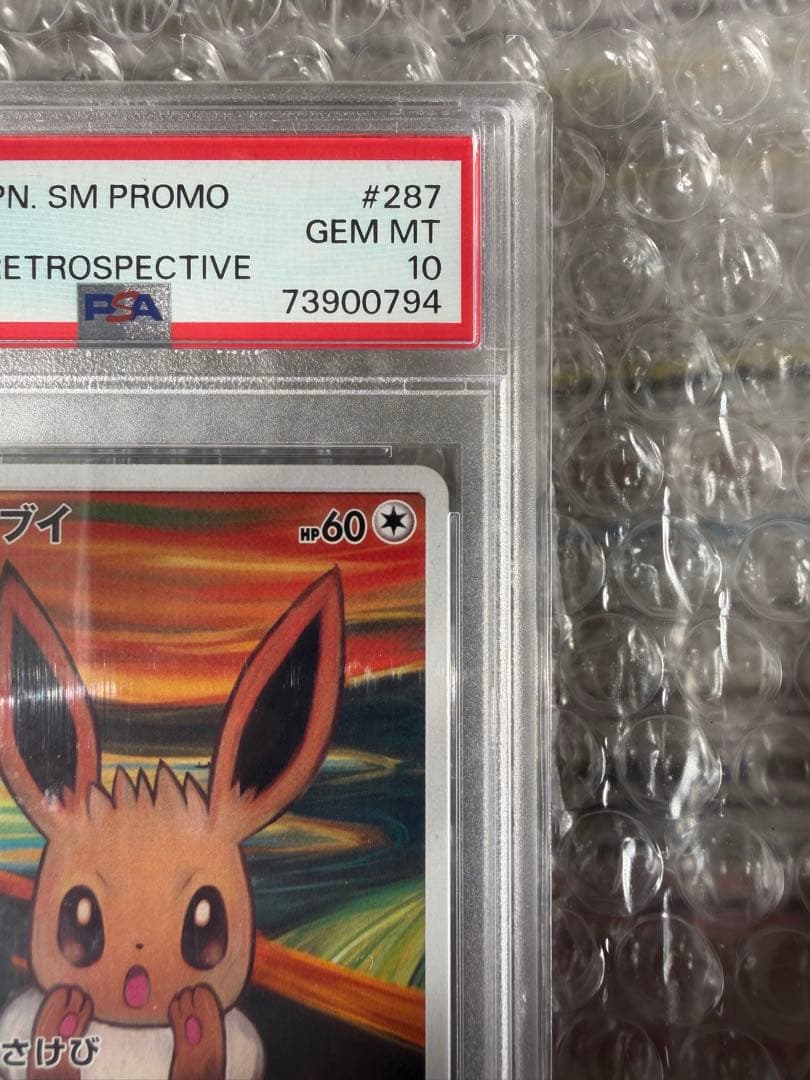 PN. SM PROMO #287
GEM MT
RETROSPECTIVE 10
PSA 73900794
ブイ HP60
さけび